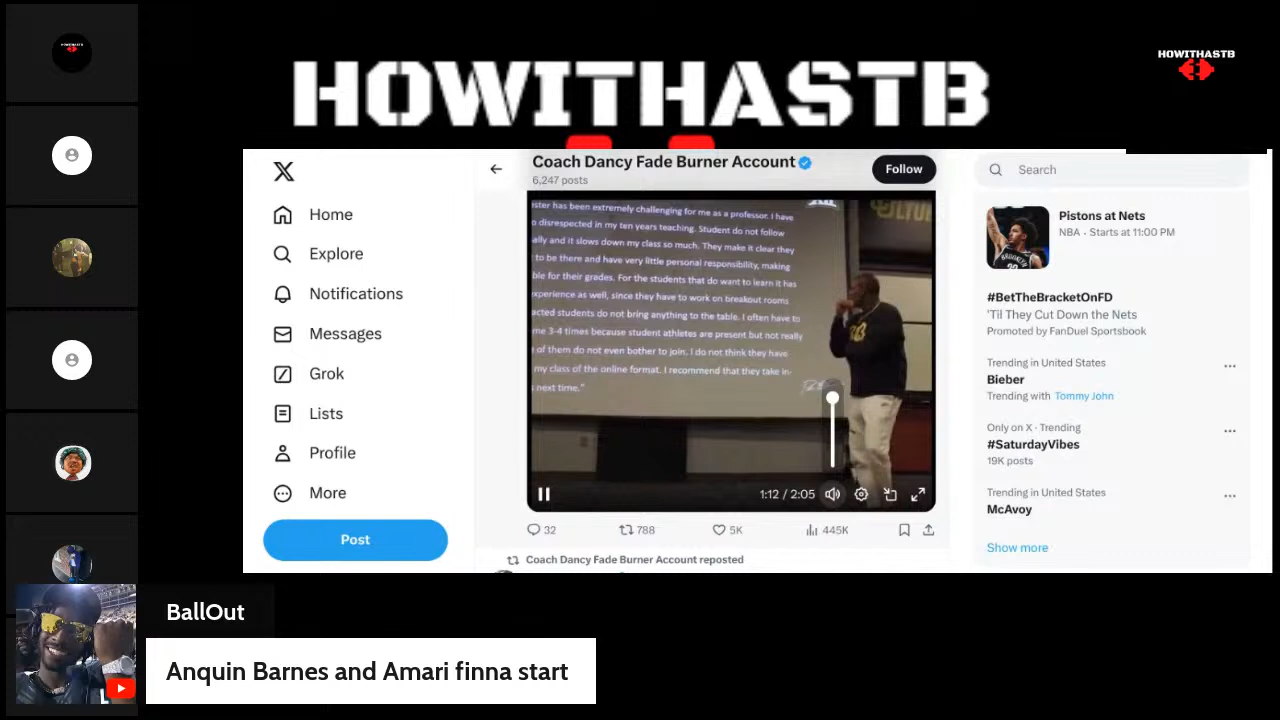 HOWITHASTB
HOWITHASTB
Home
Explore
Notifications
Messages
Grok
Lists
Profile
More
Post
Coach Dancy Fade Burner Account
6,247 posts
Follow
ster has been extremely challenging for me as a professor. I have
o disrespected in my ten years teaching. Student do not follow
ally and it slows down my class so much. They make it clear they
to be there and have very little personal responsibility, making
ble for their grades. For the students that do want to learn it has
xperience as well, since they have to work on breakout rooms
acted students do not bring anything to the table. I often have to
me 3-4 times because student athletes are present but not really
of them do not even bother to join. I do not think they have
my class of the online format. I recommend that they take in-
next time."
1:12 / 2:05
32
788
5K
445K
Coach Dancy Fade Burner Account reposted
Search
Pistons at Nets
NBA · Starts at 11:00 PM
#BetTheBracketOnFD
'Til They Cut Down the Nets
Promoted by FanDuel Sportsbook
Trending in United States
Bieber
Trending with Tommy John
Only on X · Trending
#SaturdayVibes
19K posts
Trending in United States
McAvoy
Show more
BallOut
Anquin Barnes and Amari finna start